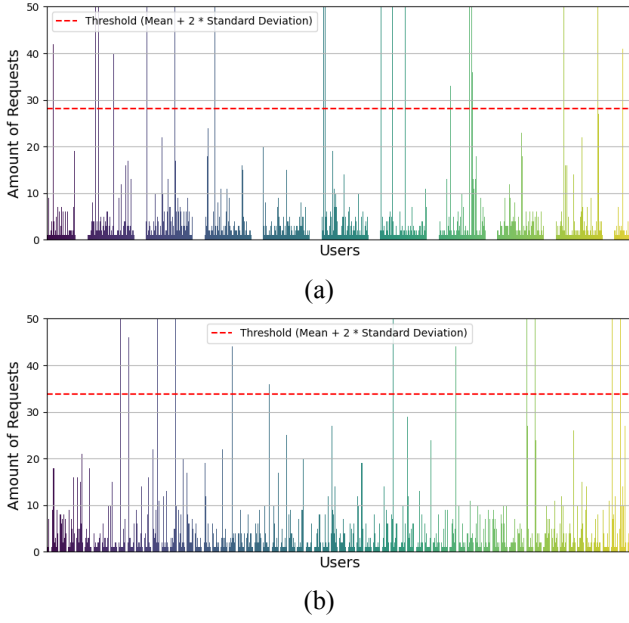 50
Threshold (Mean + 2 * Standard Deviation)
40
30
20
10
0
Amount of Requests
Users
(a)
50
Threshold (Mean + 2 * Standard Deviation)
40
30
20
10
0
Amount of Requests
Users
(b)